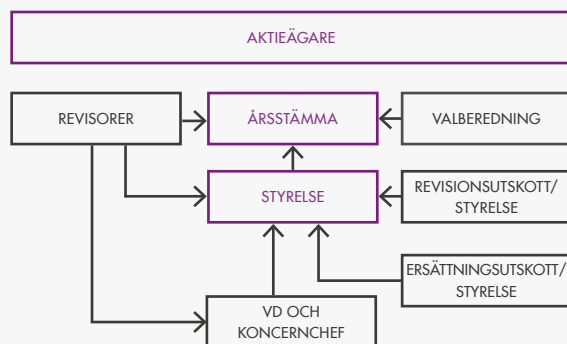 AKTIEÄGARE
REVISORER
ÅRSSTÄMMA
VALBEREDNING
STYRELSE
REVISIONSUTSKOTT/
STYRELSE
ERSÄTTNINGSUTSKOTT/
STYRELSE
VD OCH
KONCERNCHEF